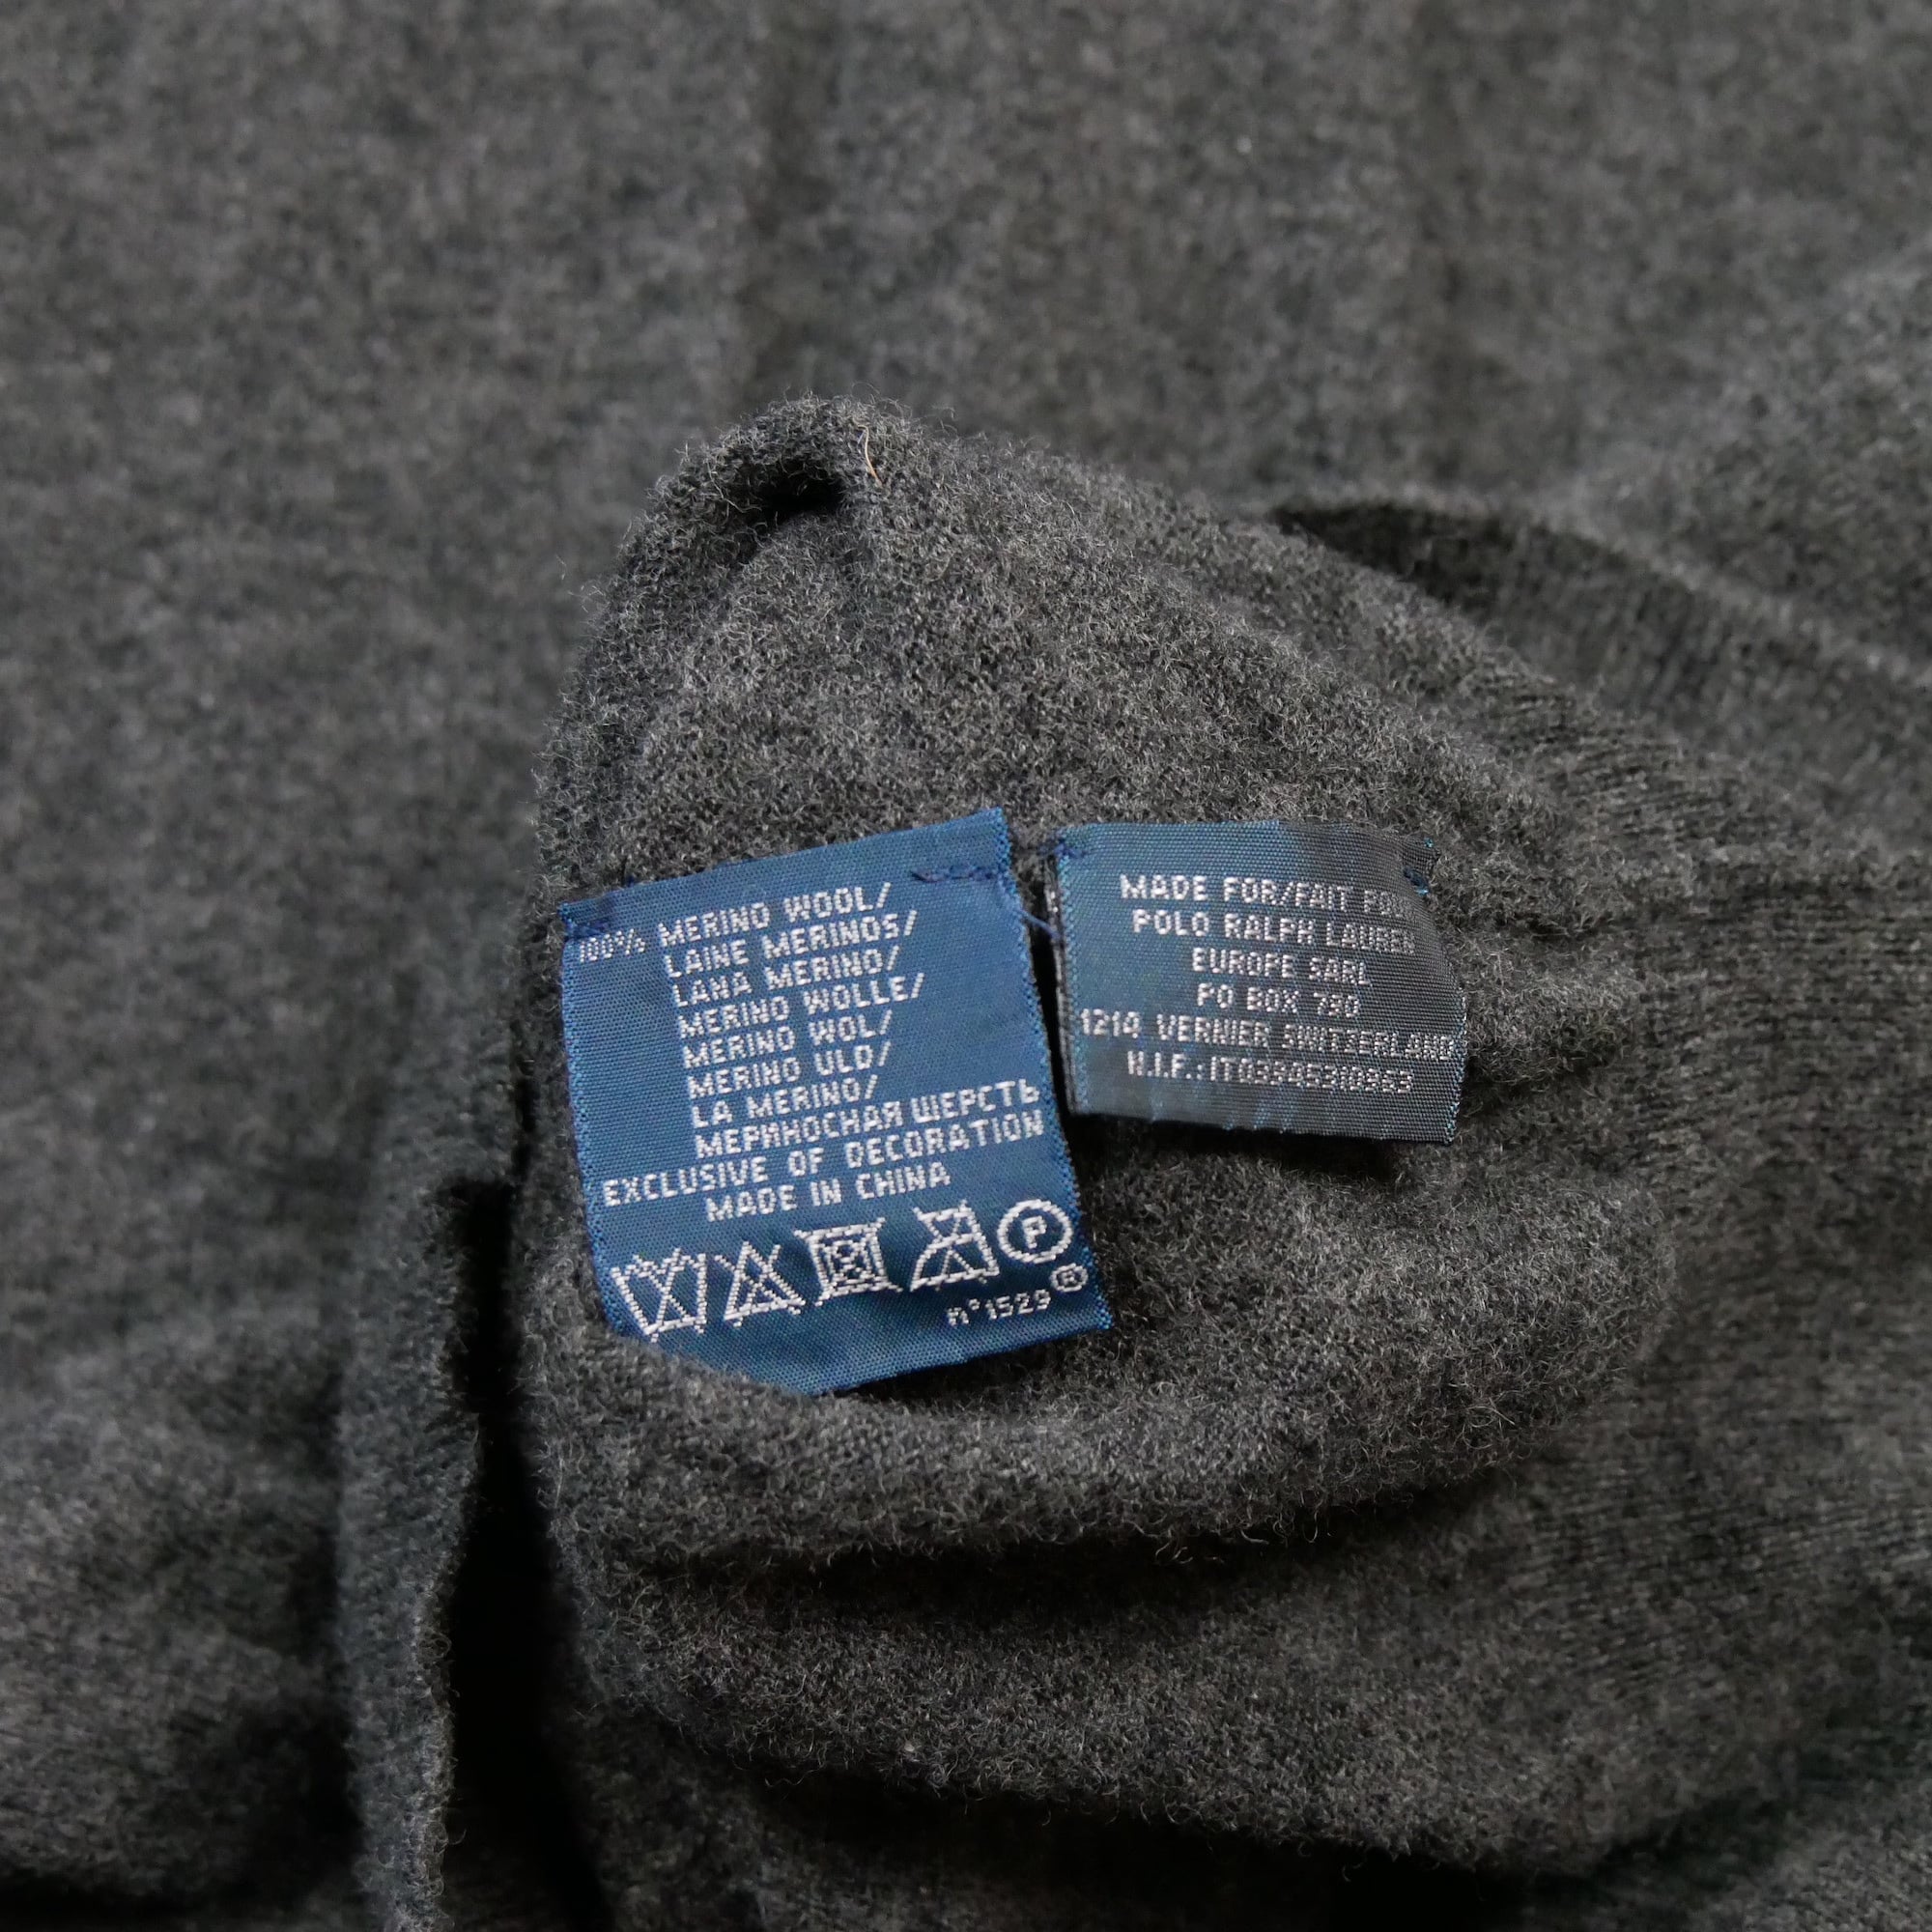 100% MERINO WOOL/
LAINE MERINOS/
LANA MERINO/
MERINO WOLLE/
MERINO WOL/
MERINO ULD/
LA MERINO/
МЕРИНОСНАЯ ШЕРСТЬ
EXCLUSIVE OF DECORATION
MADE IN CHINA
P
®
n°1529
MADE FOR/FAIT POUR
POLO RALPH LAUREN
EUROPE SARL
PO BOX 790
1214 VERNIER SWITZERLAND
N.I.F.: